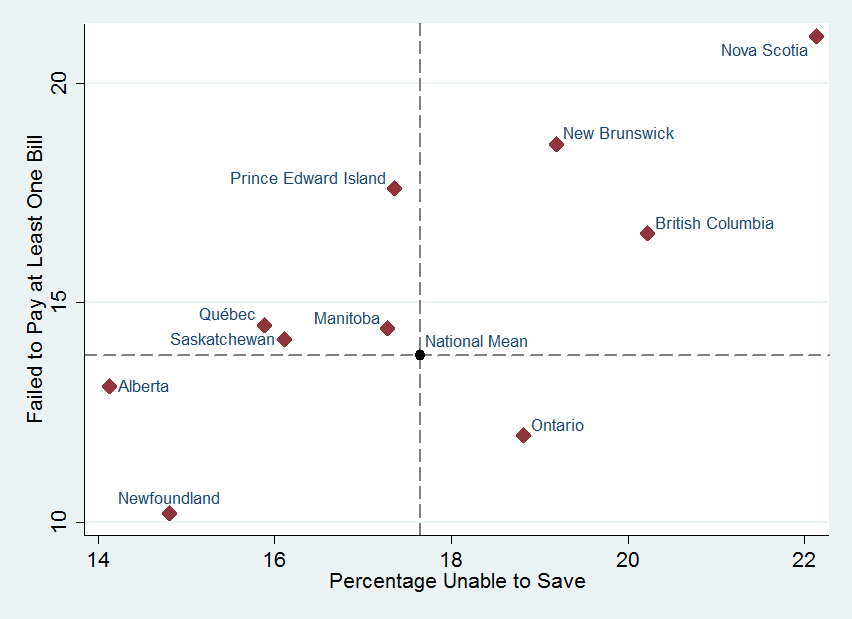 Failed to Pay at Least One Bill
20
15
10
Nova Scotia
New Brunswick
Prince Edward Island
British Columbia
Québec
Manitoba
Saskatchewan
National Mean
Alberta
Ontario
Newfoundland
14 16 18 20 22
Percentage Unable to Save